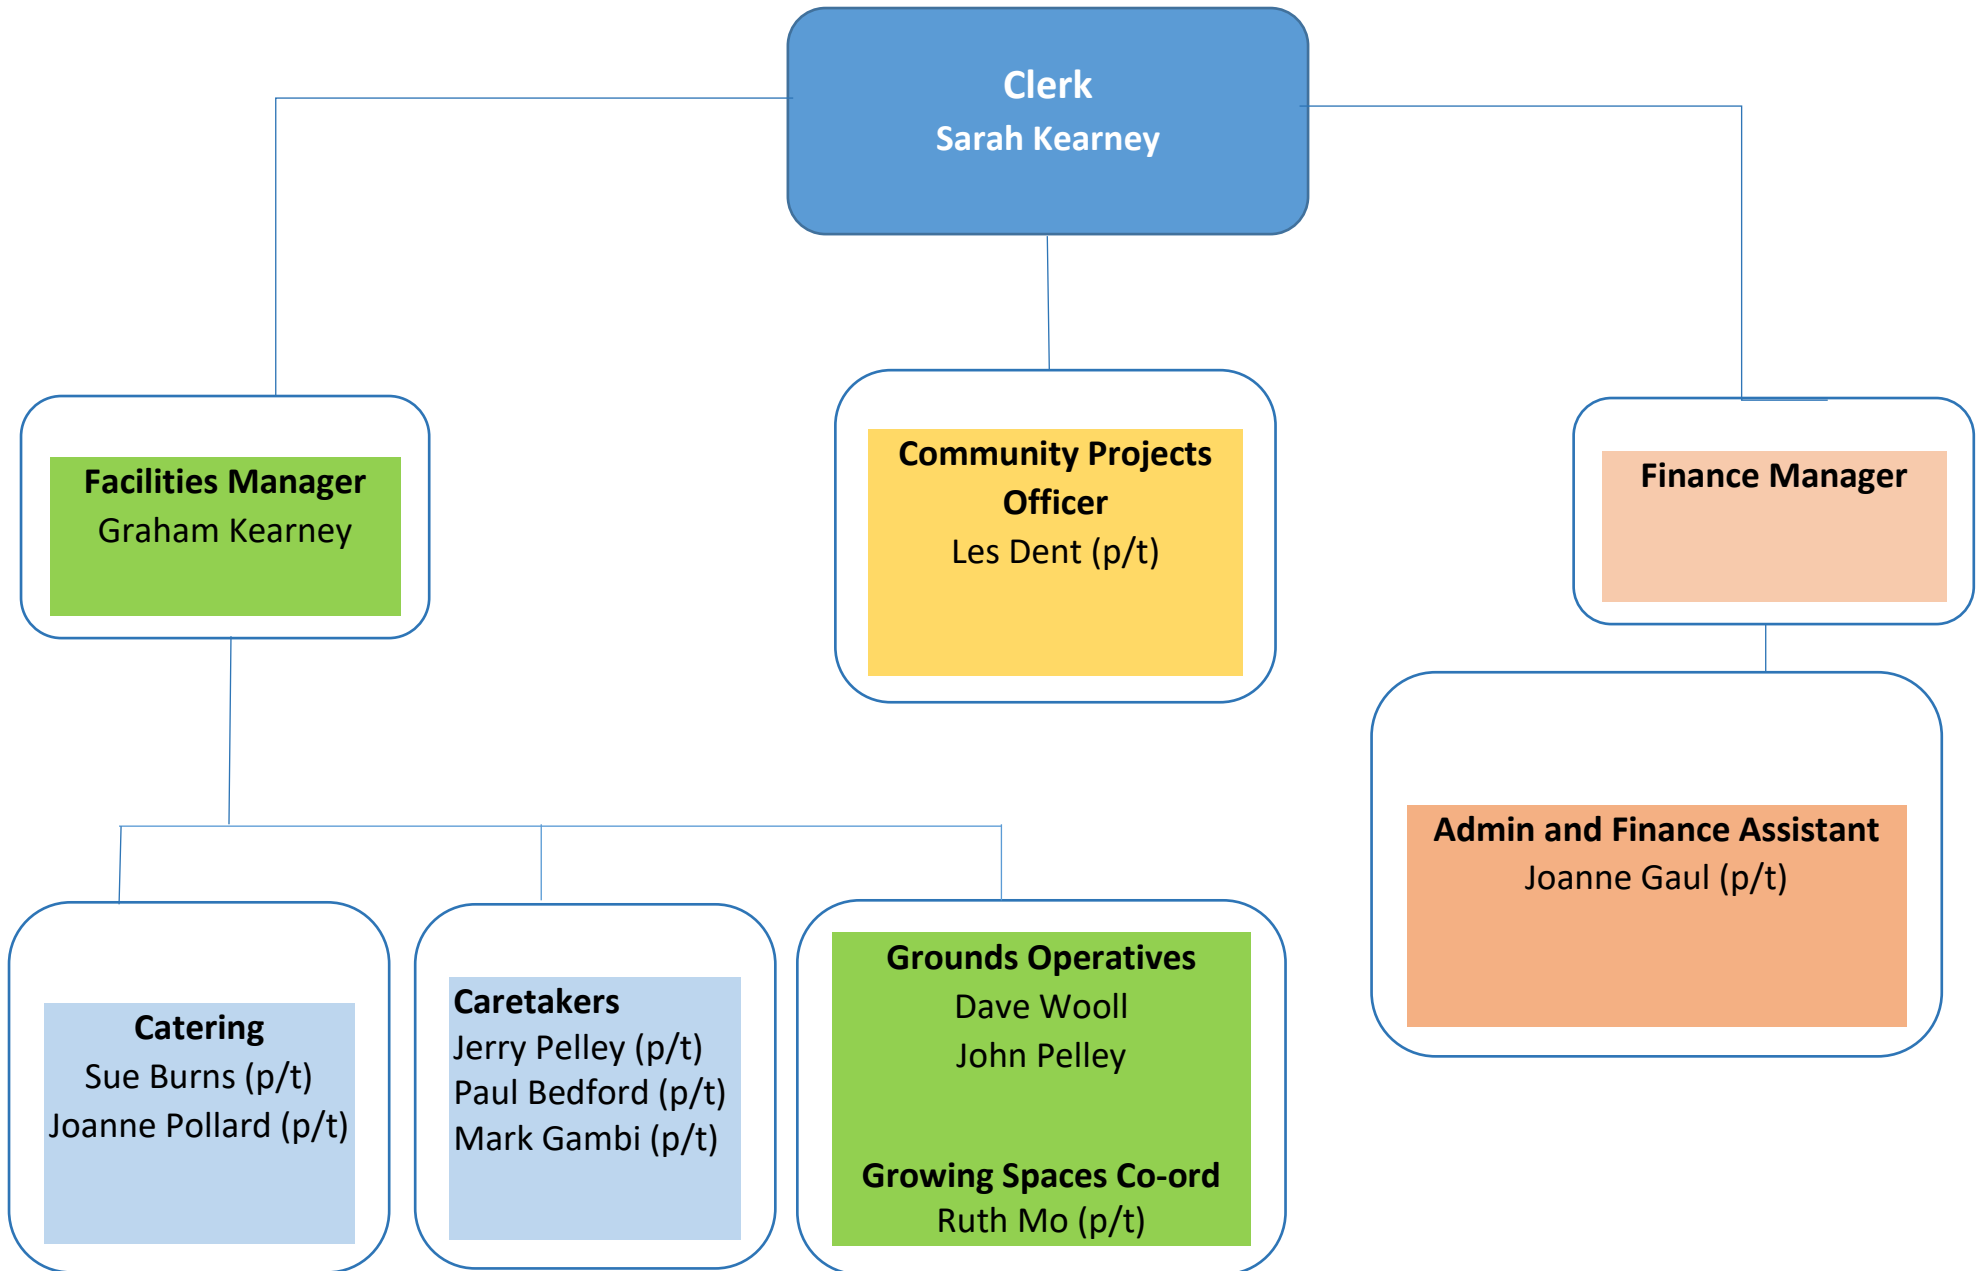 Clerk
Sarah Kearney
Facilities Manager
Graham Kearney
Community Projects
Officer
Les Dent (p/t)
Finance Manager
Admin and Finance Assistant
Joanne Gaul (p/t)
Catering
Sue Burns (p/t)
Joanne Pollard (p/t)
Caretakers
Jerry Pelley (p/t)
Paul Bedford (p/t)
Mark Gambi (p/t)
Grounds Operatives
Dave Wooll
John Pelley
Growing Spaces Co-ord
Ruth Mo (p/t)